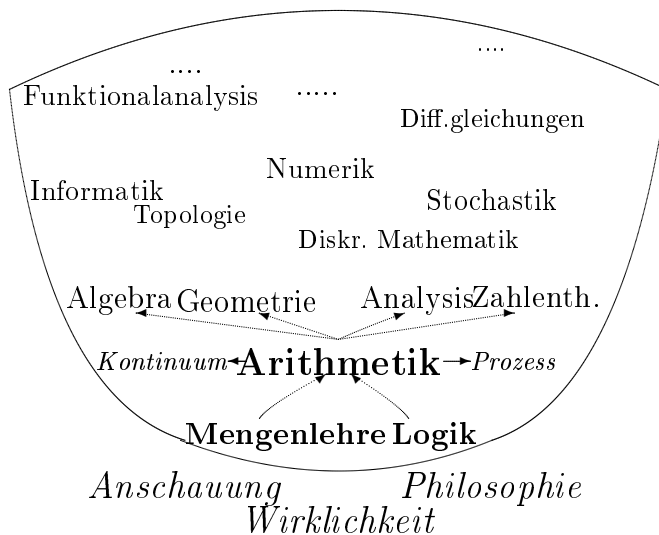 ....
....
Funktionalanalysis
.....
Diff.gleichungen
Numerik
Informatik
Stochastik
Topologie
Diskr. Mathematik
Algebra Geometrie Analysis Zahlenth.
Kontinuum Arithmetik Prozess
Mengenlehre Logik
Anschauung Philosophie
Wirklichkeit